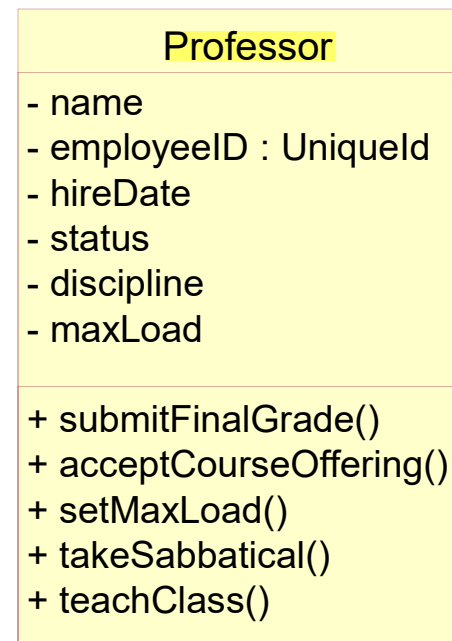 Professor
- name
- employeeID : UniqueId
- hireDate
- status
- discipline
- maxLoad
+ submitFinalGrade()
+ acceptCourseOffering()
+ setMaxLoad()
+ takeSabbatical()
+ teachClass()